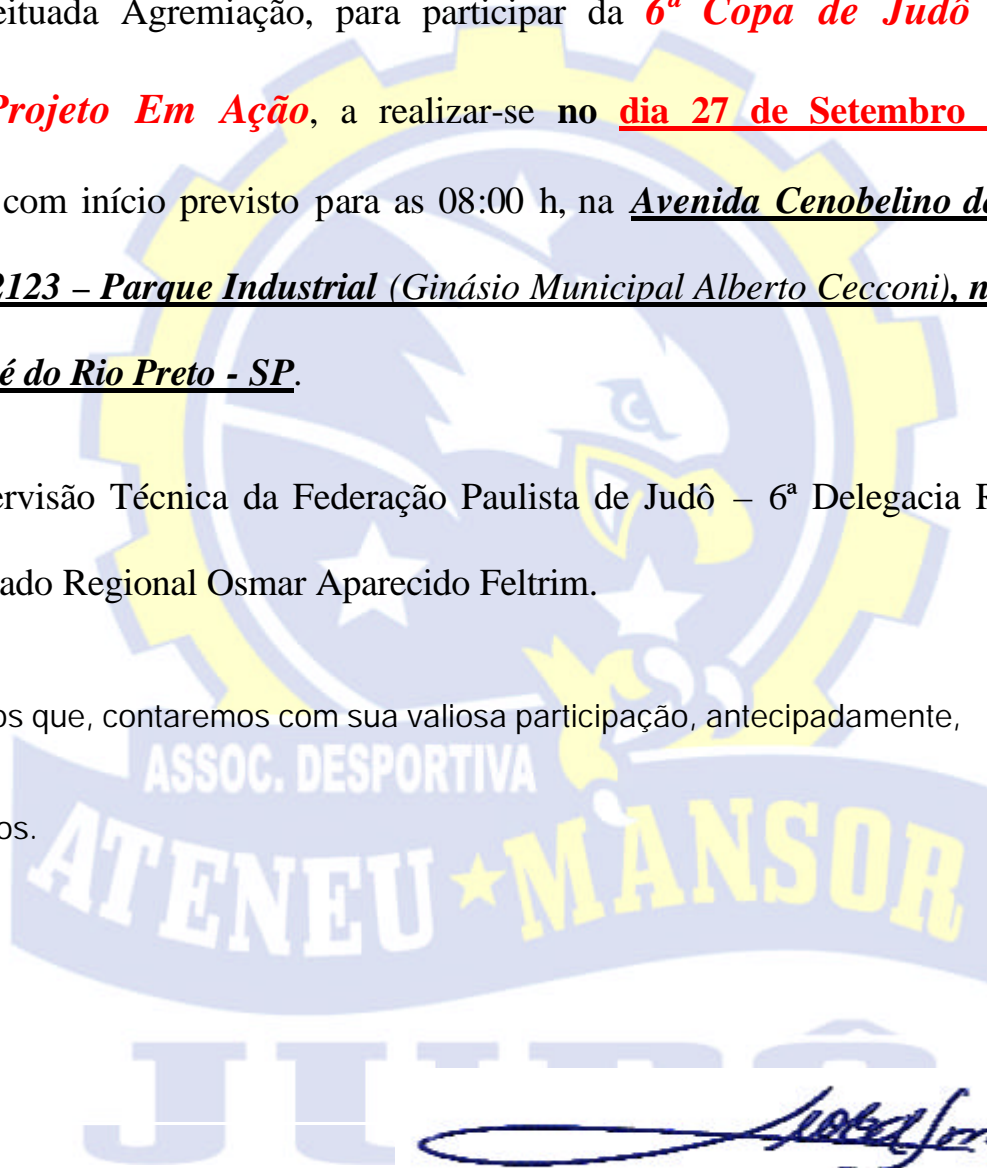 eituada Agremiação, para participar da 6ª Copa de Judô
Projeto Em Ação, a realizar-se no dia 27 de Setembro
com início previsto para as 08:00 h, na Avenida Cenobelino de
2123 – Parque Industrial (Ginásio Municipal Alberto Cecconi), n
é do Rio Preto - SP.
ervisão Técnica da Federação Paulista de Judô – 6ª Delegacia R
ado Regional Osmar Aparecido Feltrim.
os que, contaremos com sua valiosa participação, antecipadamente,
ASSOC. DESPORTIVA
os.
ATENEU MANSOR
JUDÔ